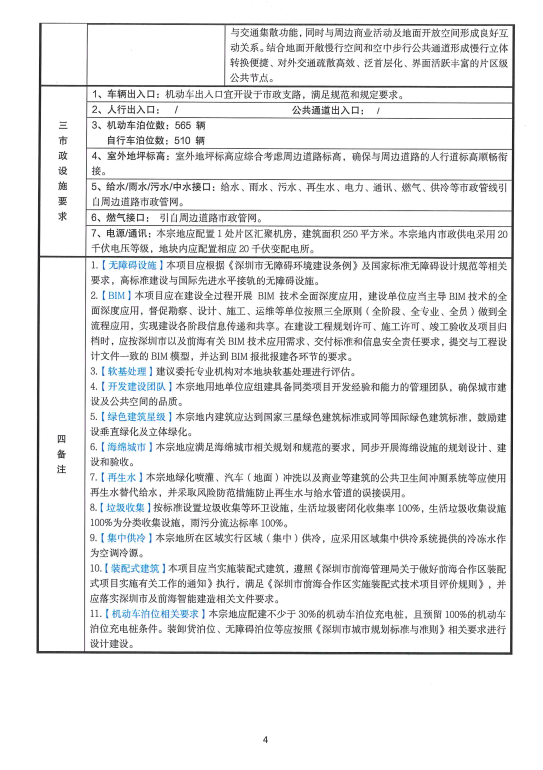 与交通集散功能，同时与周边商业活动及地面开放空间形成良好互
动关系。结合地面开敞慢行空间和空中步行公共通道形成慢行立体
转换便捷、对外交通疏散高效、泛首层化、界面活跃丰富的片区级
公共节点。
三
市
政
设
施
要
求
1、车辆出入口：机动车出入口宜开设于市政支路，满足规范和规定要求。
2、人行出入口： / 公共通道出入口： /
3、机动车泊位数：565 辆
自行车泊位数：510 辆
4、室外地坪标高：室外地坪标高应综合考虑周边道路标高，确保与周边道路的人行道标高顺畅衔
接。
5、给水/雨水/污水/中水接口：给水、雨水、污水、再生水、电力、通讯、燃气、供冷等市政管线引
自周边道路市政管网。
6、燃气接口： 引自周边道路市政管网。
7、电源/通讯：本宗地应配置 1 处片区汇聚机房，建筑面积 250 平方米。本宗地内市政供电采用 20
千伏电压等级，地块内应配置相应 20 千伏变配电所。
四
备
注
1.【无障碍设施】本项目应根据《深圳市无障碍环境建设条例》及国家标准无障碍设计规范等相关
要求，高标准建设与国际先进水平接轨的无障碍设施。
2.【BIM】本项目应在建设全过程开展 BIM 技术全面深度应用，建设单位应当主导 BIM 技术的全
面深度应用，督促勘察、设计、施工、运维等单位按照三全原则（全阶段、全专业、全员）做到全
流程应用，实现建设各阶段信息传递和共享。在建设工程规划许可、施工许可、竣工验收及项目归
档时，应按深圳市以及前海有关 BIM 技术应用需求、交付标准和信息安全责任要求，提交与工程设
计文件一致的 BIM 模型，并达到 BIM 报批报建各环节的要求。
3.【软基处理】建议委托专业机构对本地块软基处理进行评估。
4.【开发建设团队】本宗地用地单位应组建具备同类项目开发经验和能力的管理团队，确保城市建
设及公共空间的品质。
5.【绿色建筑星级】本宗地内建筑应达到国家三星绿色建筑标准或同等国际绿色建筑标准，鼓励建
设垂直绿化及立体绿化。
6.【海绵城市】本宗地应满足海绵城市相关规划和规范的要求，同步开展海绵设施的规划设计、建
设和验收。
7.【再生水】本宗地绿化喷灌、汽车（地面）冲洗以及商业等建筑的公共卫生间冲厕系统等应使用
再生水替代给水，并采取风险防范措施防止再生水与给水管道的误接误用。
8.【垃圾收集】按标准设置垃圾收集等环卫设施，生活垃圾密闭化收集率 100%，生活垃圾收集设施
100%为分类收集设施，雨污分流达标率 100%。
9.【集中供冷】本宗地所在区域实行区域（集中）供冷，应采用区域集中供冷系统提供的冷冻水作
为空调冷源。
10.【装配式建筑】本项目应当实施装配式建筑，遵照《深圳市前海管理局关于做好前海合作区装配
式项目实施有关工作的通知》执行，满足《深圳市前海合作区实施装配式技术项目评价规则》，并
应落实深圳市及前海智能建造相关文件要求。
11.【机动车泊位相关要求】本宗地应配建不少于 30%的机动车泊位充电桩，且预留 100%的机动车
泊位充电桩条件。装卸货泊位、无障碍泊位等应按照《深圳市城市规划标准与准则》相关要求进行
设计建设。
4